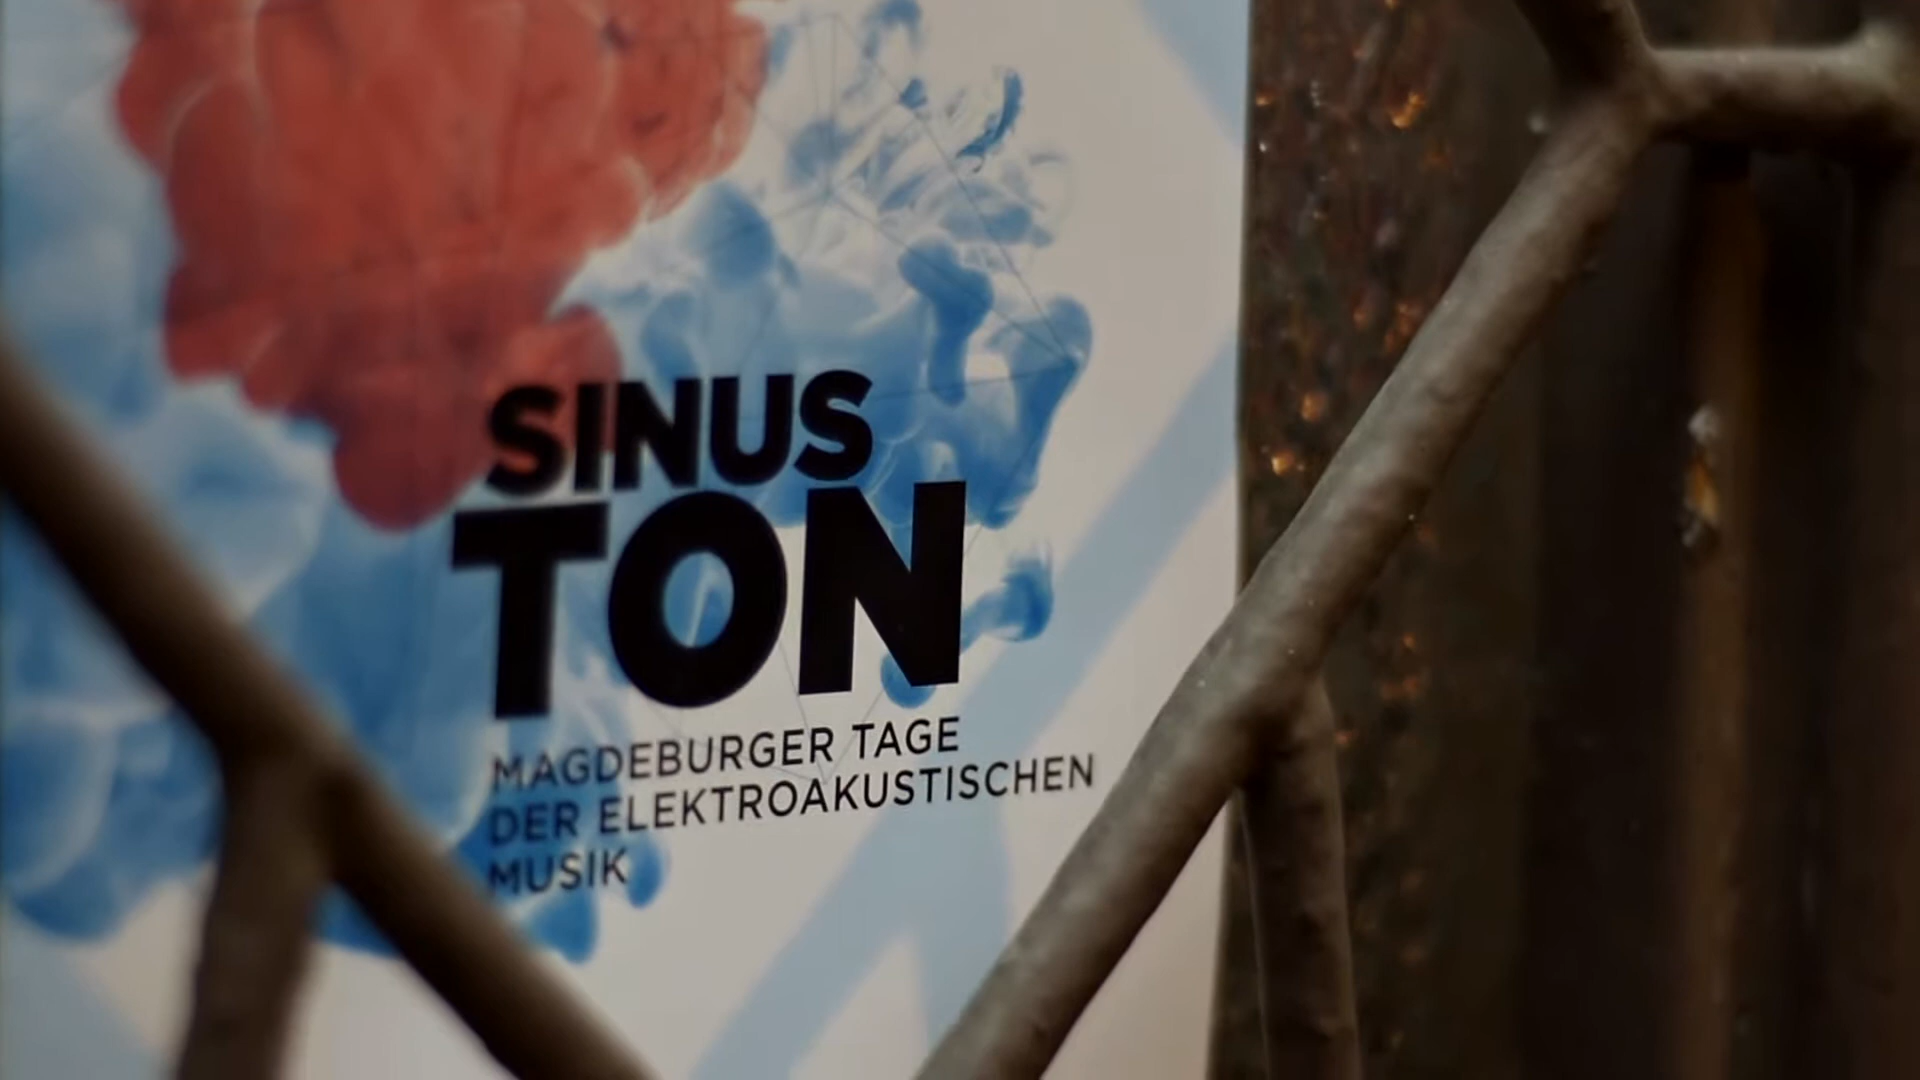 SINUS
TON
MAGDEBURGER TAGE
DER ELEKTROAKUSTISCHEN
MUSIK